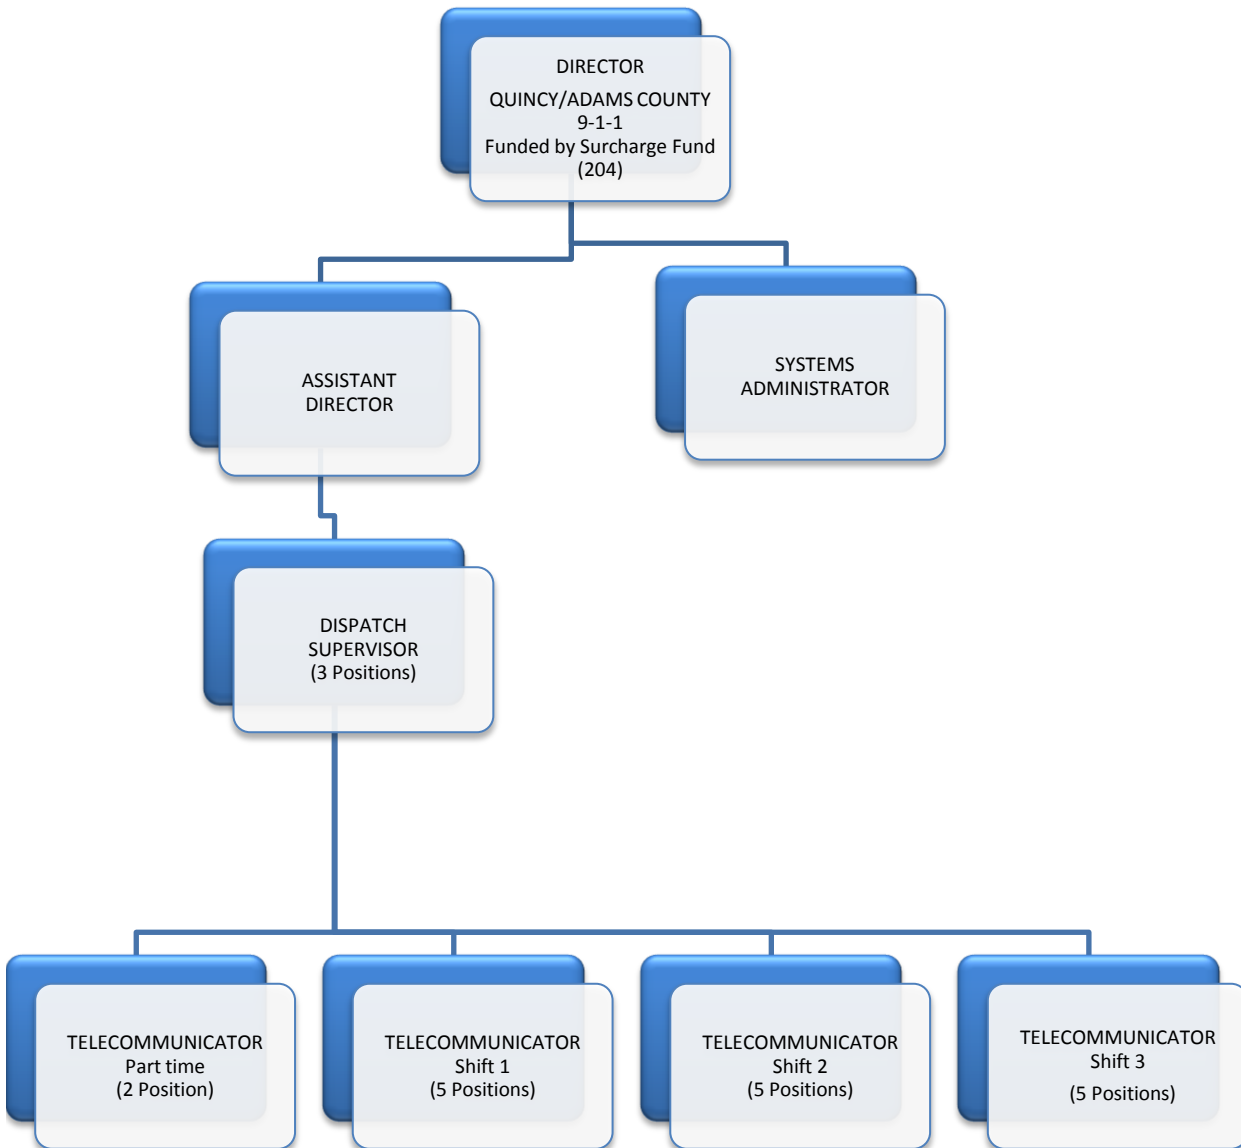 DIRECTOR
QUINCY/ADAMS COUNTY
9-1-1
Funded by Surcharge Fund
(204)
ASSISTANT
DIRECTOR
SYSTEMS
ADMINISTRATOR
DISPATCH
SUPERVISOR
(3 Positions)
TELECOMMUNICATOR
Part time
(2 Position)
TELECOMMUNICATOR
Shift 1
(5 Positions)
TELECOMMUNICATOR
Shift 2
(5 Positions)
TELECOMMUNICATOR
Shift 3
(5 Positions)